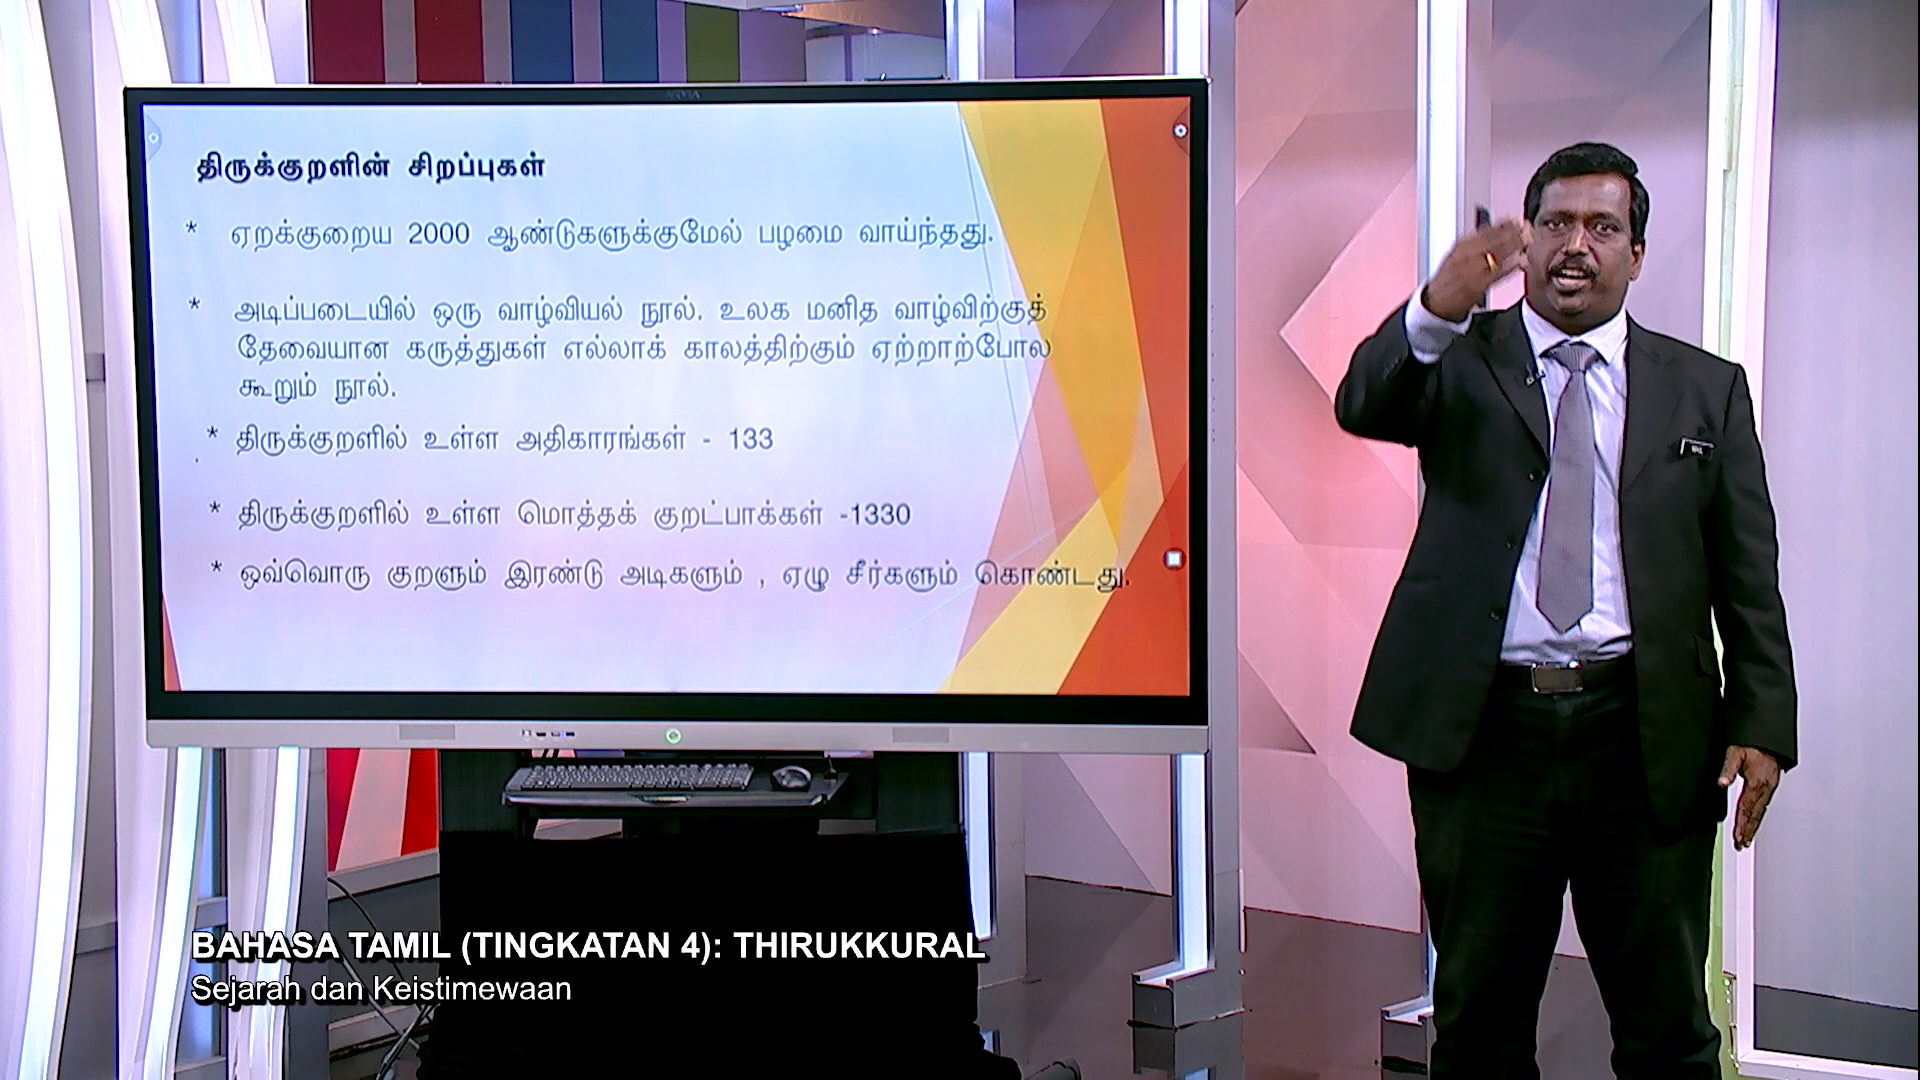 திருக்குறளின் சிறப்புகள்
* ஏறக்குறைய 2000 ஆண்டுகளுக்குமேல் பழமை வாய்ந்தது.
* அடிப்படையில் ஒரு வாழ்வியல் நூல். உலக மனித வாழ்விற்குத்
தேவையான கருத்துகள் எல்லாக் காலத்திற்கும் ஏற்றாற்போல
கூறும் நூல்.
* திருக்குறளில் உள்ள அதிகாரங்கள் - 133
* திருக்குறளில் உள்ள மொத்தக் குறட்பாக்கள் -1330
* ஒவ்வொரு குறளும் இரண்டு அடிகளும் , ஏழு சீர்களும் கொண்டது.
BAHASA TAMIL (TINGKATAN 4): THIRUKKURAL
Sejarah dan Keistimewaan